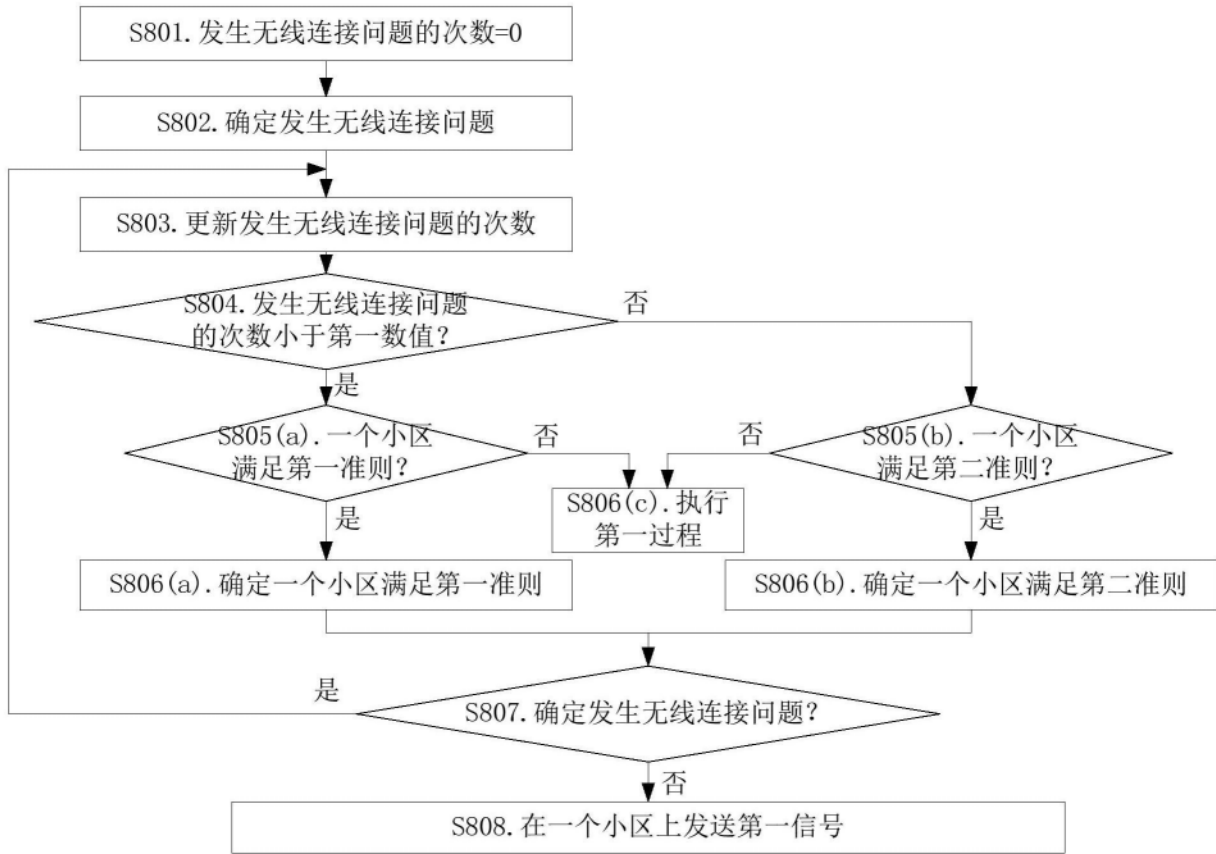 S801.发生无线连接问题的次数=0
S802.确定发生无线连接问题
S803.更新发生无线连接问题的次数
S804.发生无线连接问题
的次数小于第一数值?
否
是
S805(a).一个小区
满足第一准则?
否
否
S805(b).一个小区
满足第二准则?
S806(c).执行
第一过程
是
是
S806(a).确定一个小区满足第一准则
S806(b).确定一个小区满足第二准则
是
S807.确定发生无线连接问题?
否
S808.在一个小区上发送第一信号